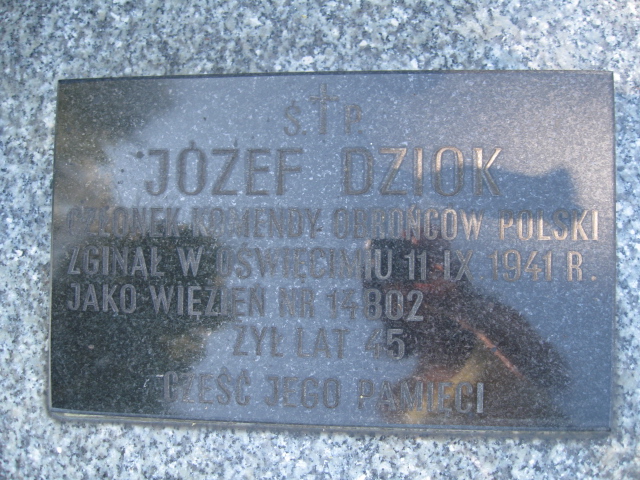 Ś † P.
JÓZEF DZIOK
CZŁONEK KOMENDY OBROŃCÓW POLSKI
ZGINĄŁ W OŚWIĘCIMIU 11 IX 1941 R.
JAKO WIĘZIEŃ NR 14802
ŻYŁ LAT 45
CZEŚĆ JEGO PAMIĘCI